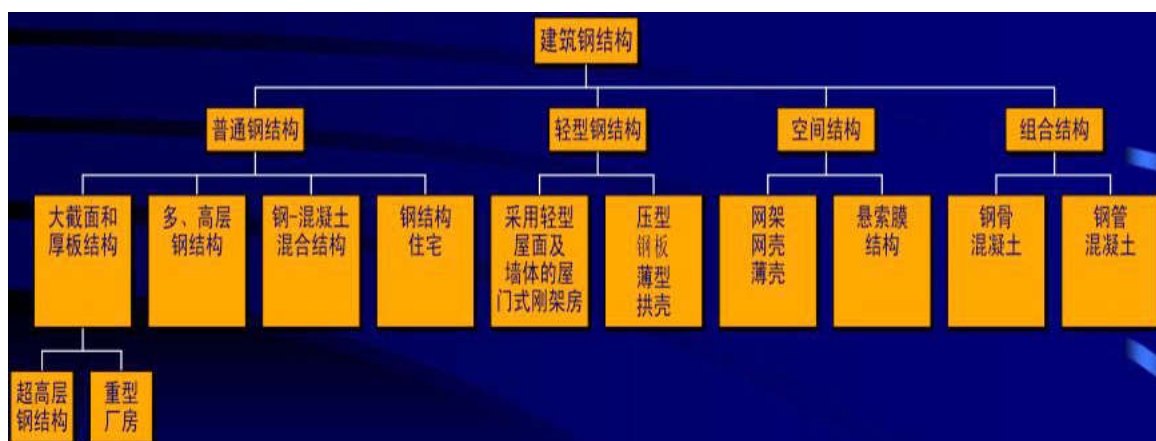 建筑钢结构
普通钢结构
轻型钢结构
空间结构
组合结构
大截面和
厚板结构
多、高层
钢结构
钢-混凝土
混合结构
钢结构
住宅
采用轻型
屋面及
墙体的屋
门式刚架房
压型
钢板
薄型
拱壳
网架
网壳
薄壳
悬索膜
结构
钢骨
混凝土
钢管
混凝土
超高层
钢结构
重型
厂房